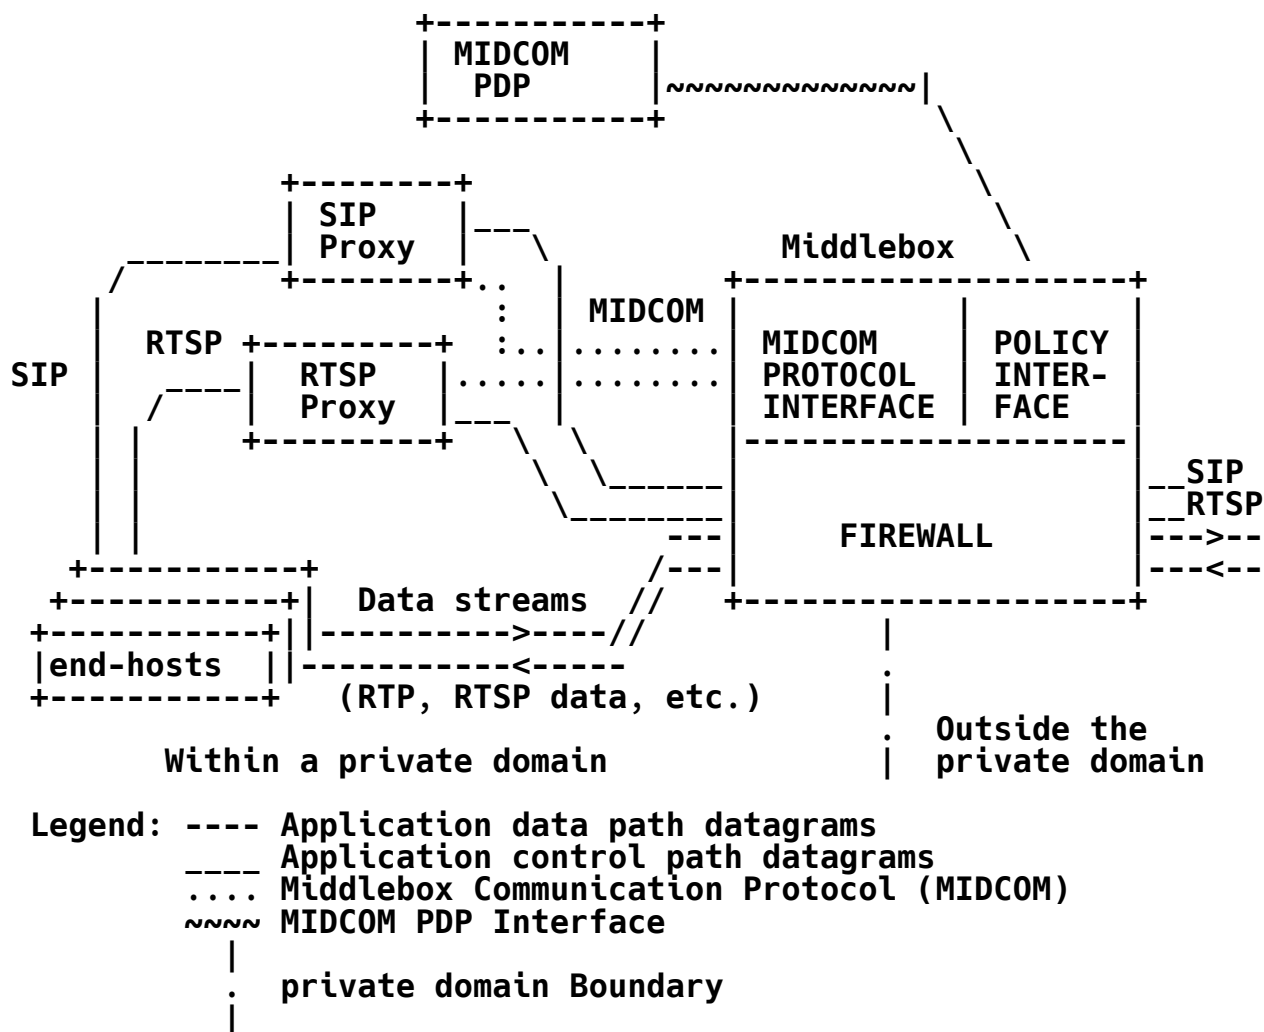 MIDCOM
PDP
SIP
Proxy
Middlebox
MIDCOM
RTSP
MIDCOM POLICY
SIP
RTSP
PROTOCOL INTER-
Proxy
INTERFACE FACE
SIP
RTSP
FIREWALL
Data streams
end-hosts
(RTP, RTSP data, etc.)
Outside the
Within a private domain
private domain
Legend: ---- Application data path datagrams
____ Application control path datagrams
.... Middlebox Communication Protocol (MIDCOM)
~~~~ MIDCOM PDP Interface
private domain Boundary